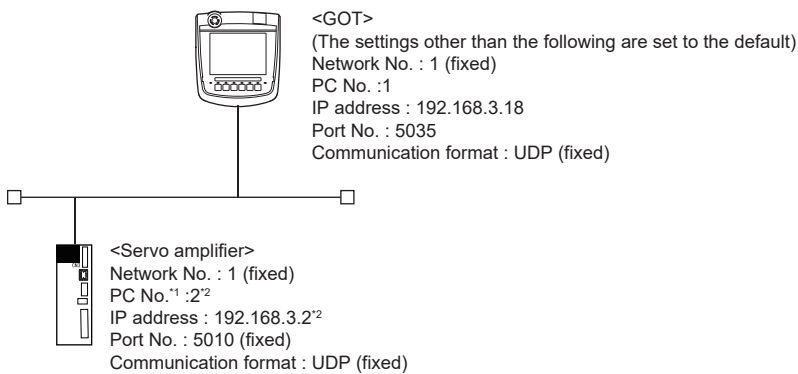 <GOT>
(The settings other than the following are set to the default)
Network No. : 1 (fixed)
PC No. :1
IP address : 192.168.3.18
Port No. : 5035
Communication format : UDP (fixed)
<Servo amplifier>
Network No. : 1 (fixed)
PC No.*1 :2*2
IP address : 192.168.3.2*2
Port No. : 5010 (fixed)
Communication format : UDP (fixed)